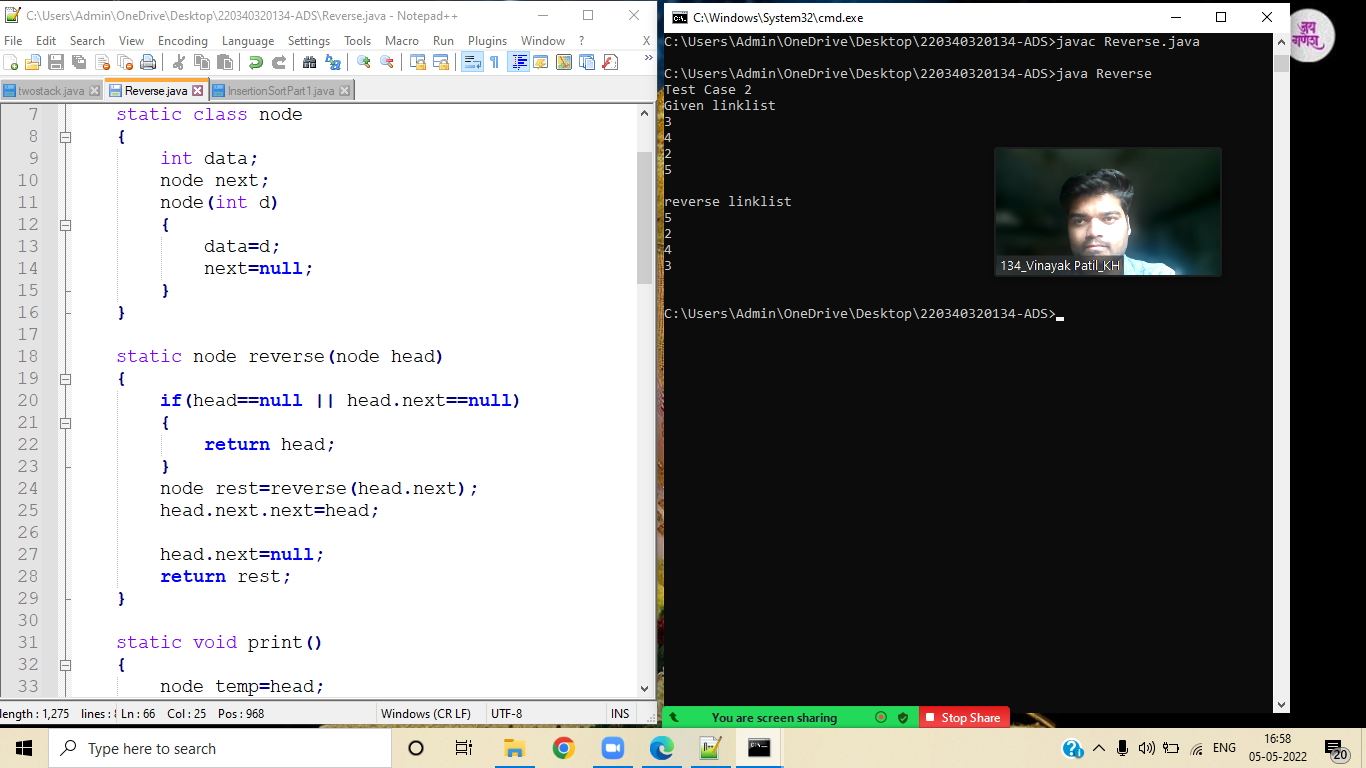 C:\Users\Admin\OneDrive\Desktop\220340320134-ADS\Reverse.java - Notepad++
File Edit Search View Encoding Language Settings Tools Macro Run Plugins Window ? X
twostack.java Reverse.java InsertionSortPart1.java
7 static class node
8 {
9 int data;
10 node next;
11 node(int d)
12 {
13 data=d;
14 next=null;
15 }
16 }
17
18 static node reverse(node head)
19 {
20 if(head==null || head.next==null)
21 {
22 return head;
23 }
24 node rest=reverse(head.next);
25 head.next.next=head;
26
27 head.next=null;
28 return rest;
29 }
30
31 static void print()
32 {
33 node temp=head;
length : 1,275 lines : Ln : 66 Col : 25 Pos : 968 Windows (CR LF) UTF-8 INS
C:\Windows\System32\cmd.exe
C:\Users\Admin\OneDrive\Desktop\220340320134-ADS>javac Reverse.java
C:\Users\Admin\OneDrive\Desktop\220340320134-ADS>java Reverse
Test Case 2
Given linklist
3
4
2
5
reverse linklist
5
2
4
3
C:\Users\Admin\OneDrive\Desktop\220340320134-ADS>
134_Vinayak Patil_KH
जय
गणेश
You are screen sharing Stop Share
Type here to search
ENG
16:58
05-05-2022
20